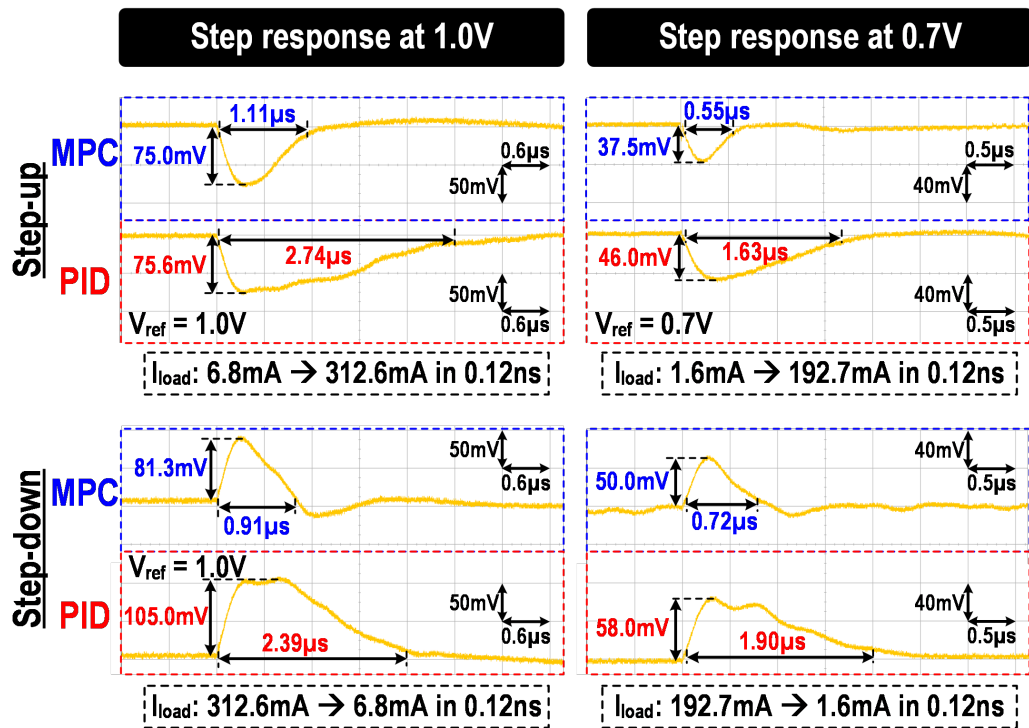 Step response at 1.0V
Step response at 0.7V
Step-up
MPC
1.11µs
75.0mV
0.6µs
50mV
0.55µs
37.5mV
0.5µs
40mV
PID
75.6mV
2.74µs
50mV
0.6µs
Vref = 1.0V
46.0mV
1.63µs
40mV
0.5µs
Vref = 0.7V
Iload: 6.8mA → 312.6mA in 0.12ns
Iload: 1.6mA → 192.7mA in 0.12ns
Step-down
MPC
81.3mV
0.91µs
50mV
0.6µs
50.0mV
0.72µs
40mV
0.5µs
PID
Vref = 1.0V
105.0mV
2.39µs
50mV
0.6µs
58.0mV
1.90µs
40mV
0.5µs
Iload: 312.6mA → 6.8mA in 0.12ns
Iload: 192.7mA → 1.6mA in 0.12ns